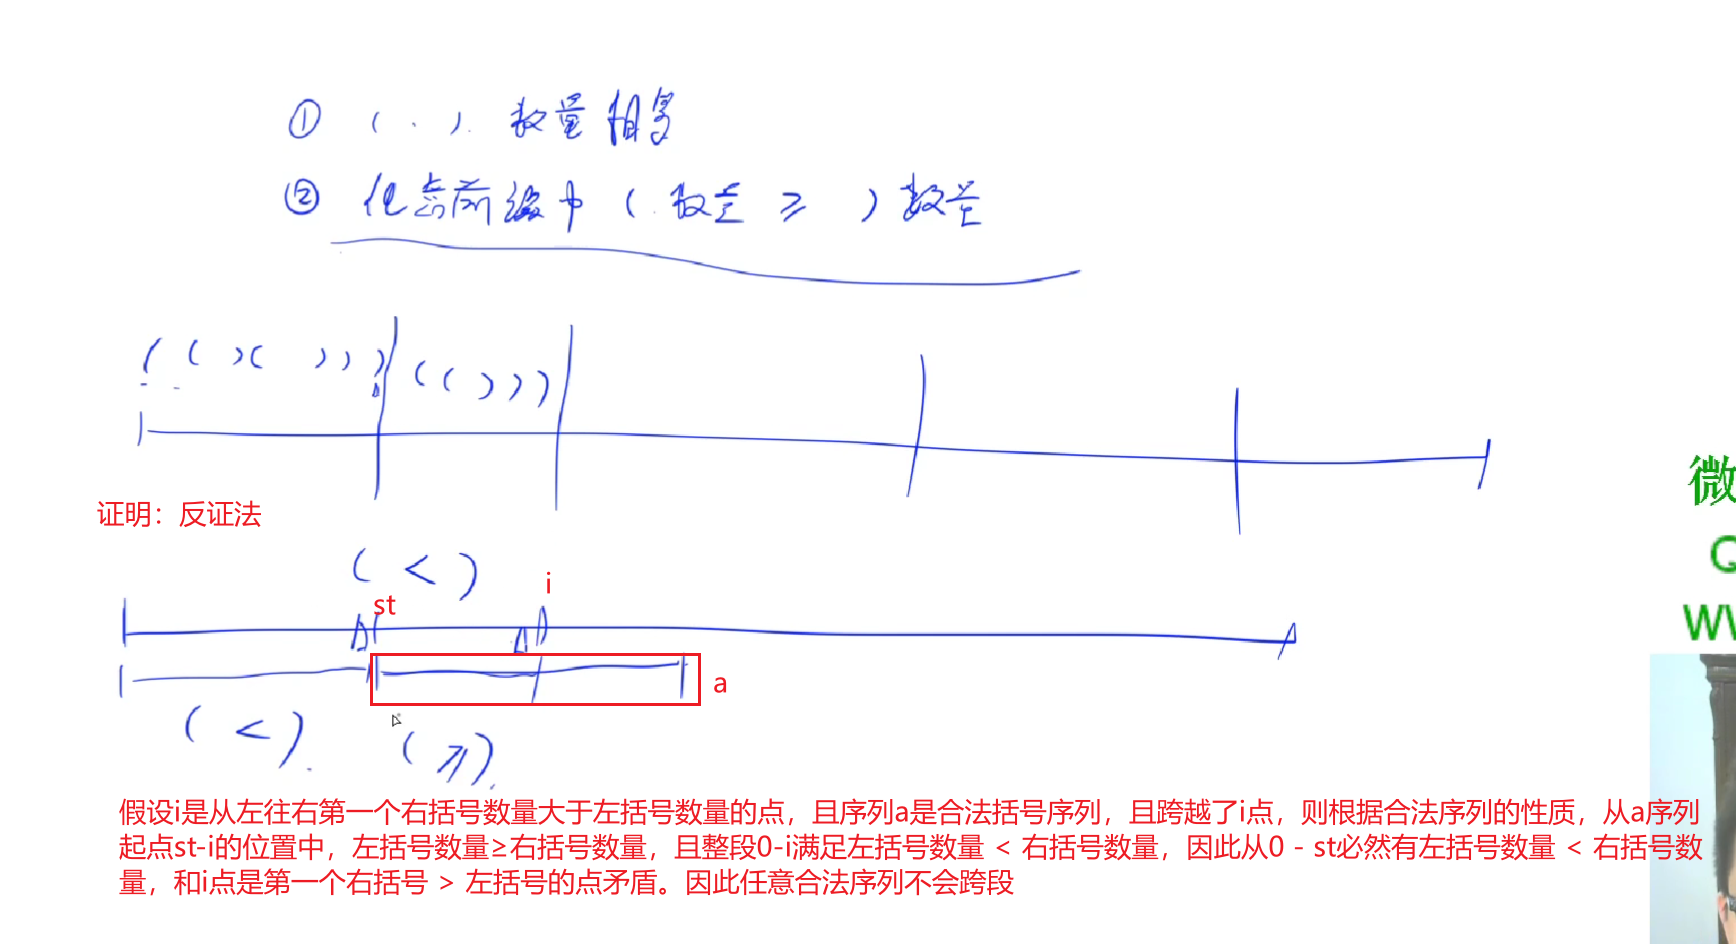 ① ( . ) 数量相等
② 任意前缀中 ( 数量 ≥ ) 数量
( ( ) ( ) ) )
( ( ) ) )
证明：反证法
( < )
i
st
a
( < )
( ≥ )
假设i是从左往右第一个右括号数量大于左括号数量的点，且序列a是合法括号序列，且跨越了i点，则根据合法序列的性质，从a序列
起点st-i的位置中，左括号数量≥右括号数量，且整段0-i满足左括号数量 < 右括号数量，因此从0 - st必然有左括号数量 < 右括号数
量，和i点是第一个右括号 > 左括号的点矛盾。因此任意合法序列不会跨段
微
Q